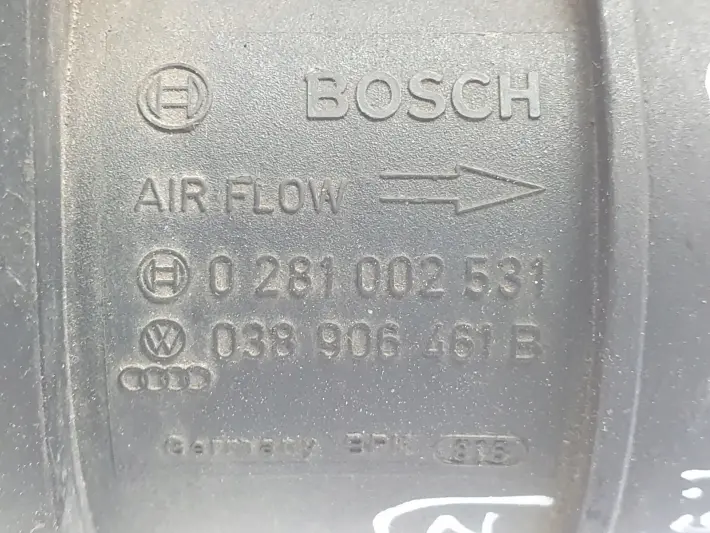 BOSCH
AIR FLOW
0 281 002 531
038 906 461 B
Germany